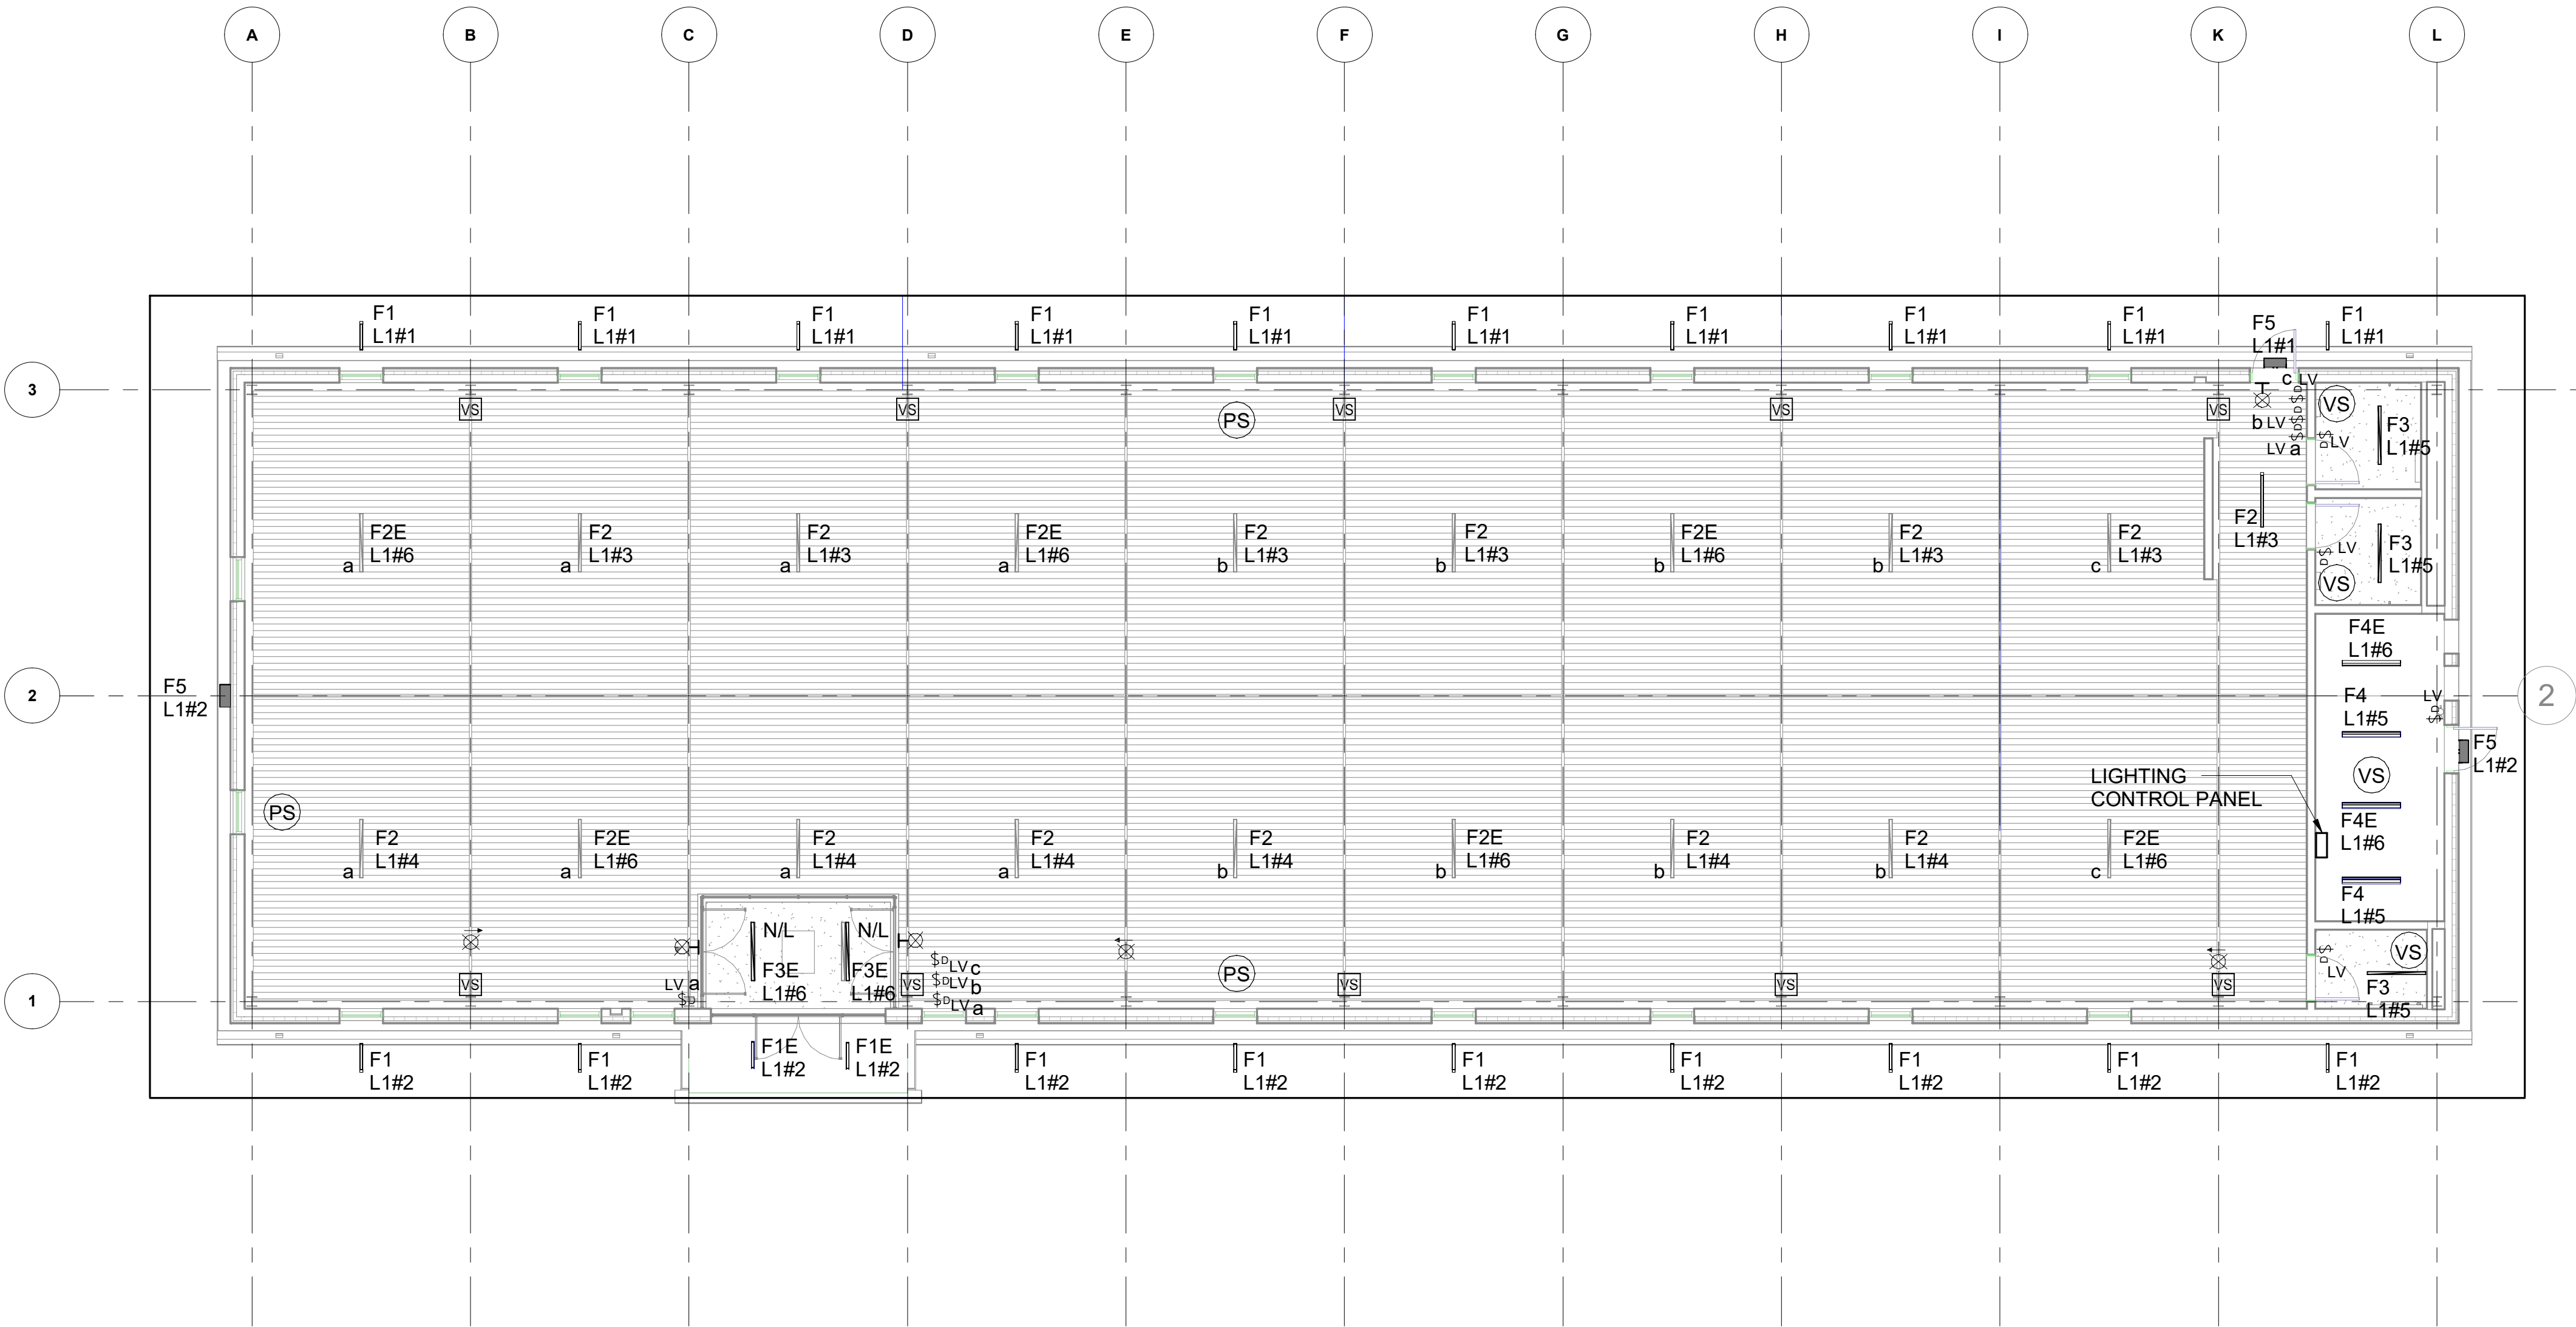 A
B
C
D
E
F
G
H
I
K
L
F1
L1#1
F1
L1#1
F1
L1#1
F1
L1#1
F1
L1#1
F1
L1#1
F1
L1#1
F1
L1#1
F1
L1#1
F5
L1#1
F1
L1#1
3
c LV
$D
VS
VS
VS
VS
VS
PS
VS
b LV $D
LV a $D
$D LV
F3
L1#5
F2E
L1#6
a
F2
L1#3
a
F2
L1#3
a
F2E
L1#6
a
F2
L1#3
b
F2
L1#3
b
F2E
L1#6
b
F2
L1#3
b
F2
L1#3
c
F2
L1#3
F3
L1#5
$D LV
VS
F4E
L1#6
2
F5
L1#2
F4
L1#5
LV
$D
2
F5
L1#2
VS
LIGHTING
CONTROL PANEL
PS
F4E
L1#6
F2
L1#4
a
F2E
L1#6
a
F2
L1#4
a
F2
L1#4
a
F2
L1#4
b
F2E
L1#6
b
F2
L1#4
b
F2
L1#4
b
F2E
L1#6
c
F4
L1#5
N/L
N/L
F3E
L1#6
F3E
L1#6
$D LV c
$D LV b
$D LV a
LV a
$D
VS
VS
PS
VS
VS
VS
$D
LV
VS
F3
L1#5
1
F1
L1#2
F1
L1#2
F1E
L1#2
F1E
L1#2
F1
L1#2
F1
L1#2
F1
L1#2
F1
L1#2
F1
L1#2
F1
L1#2
F1
L1#2